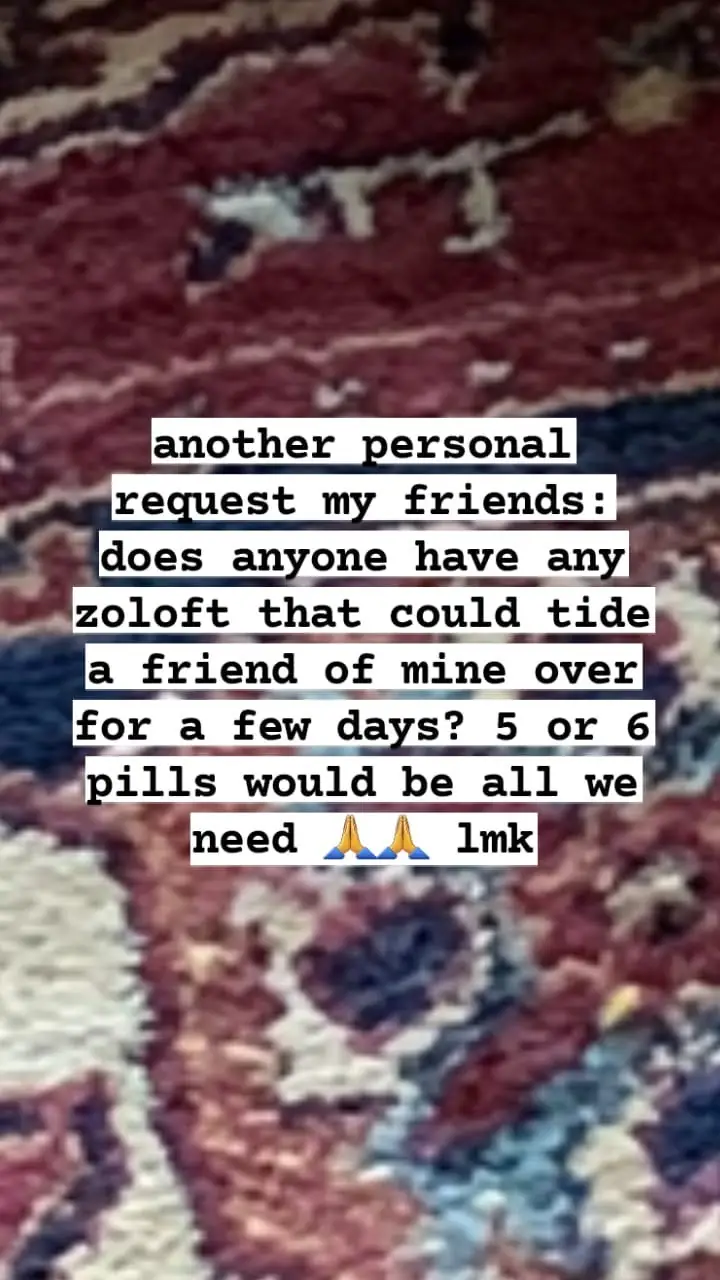 another personal
request my friends:
does anyone have any
zoloft that could tide
a friend of mine over
for a few days? 5 or 6
pills would be all we
need 🙏🙏 lmk